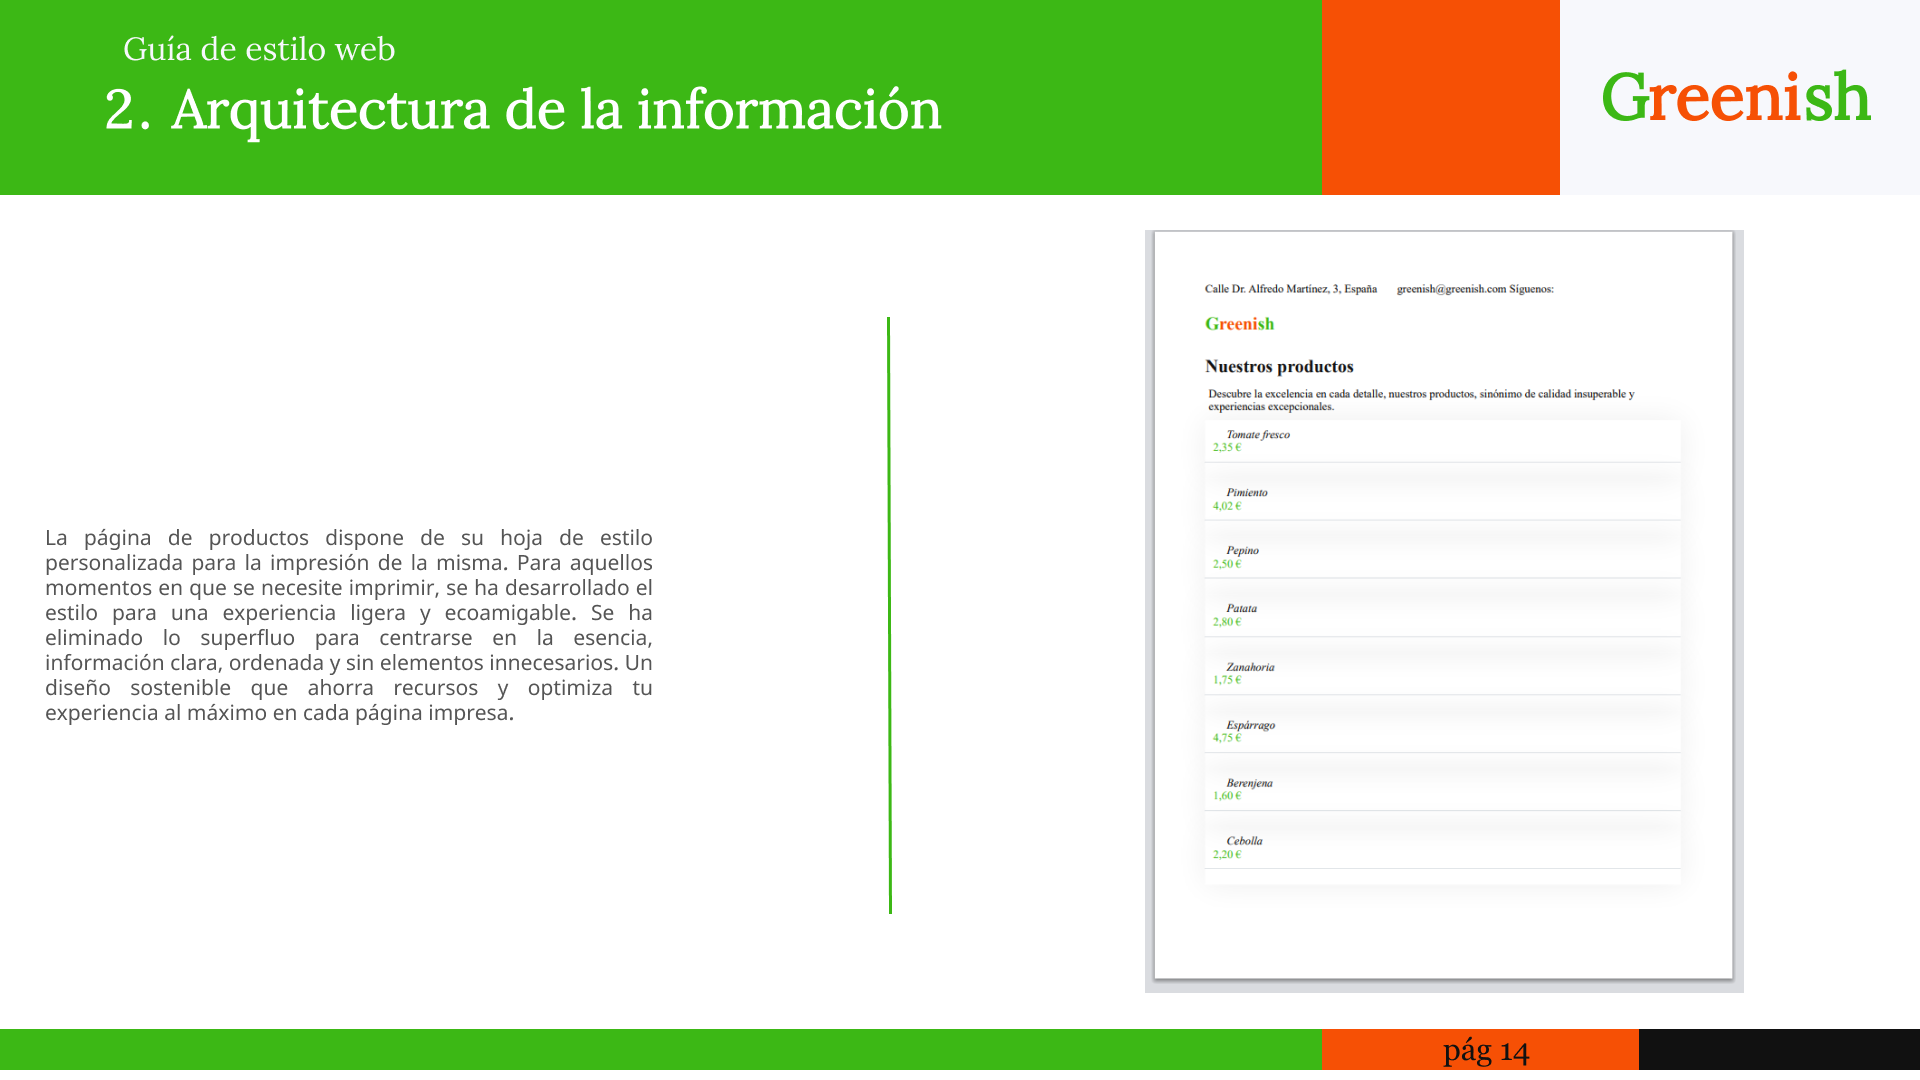 Guía de estilo web
2. Arquitectura de la información
Greenish
La página de productos dispone de su hoja de estilo
personalizada para la impresión de la misma. Para aquellos
momentos en que se necesite imprimir, se ha desarrollado el
estilo para una experiencia ligera y ecoamigable. Se ha
eliminado lo superfluo para centrarse en la esencia,
información clara, ordenada y sin elementos innecesarios. Un
diseño sostenible que ahorra recursos y optimiza tu
experiencia al máximo en cada página impresa.
Calle Dr. Alfredo Martínez, 3, España greenish@greenish.com Síguenos:
Greenish
Nuestros productos
Descubre la excelencia en cada detalle, nuestros productos, sinónimo de calidad insuperable y
experiencias excepcionales.
Tomate fresco
2,35 €
Pimiento
4,02 €
Pepino
2,50 €
Patata
2,80 €
Zanahoria
1,75 €
Espárrago
4,75 €
Berenjena
1,60 €
Cebolla
2,20 €
pág 14